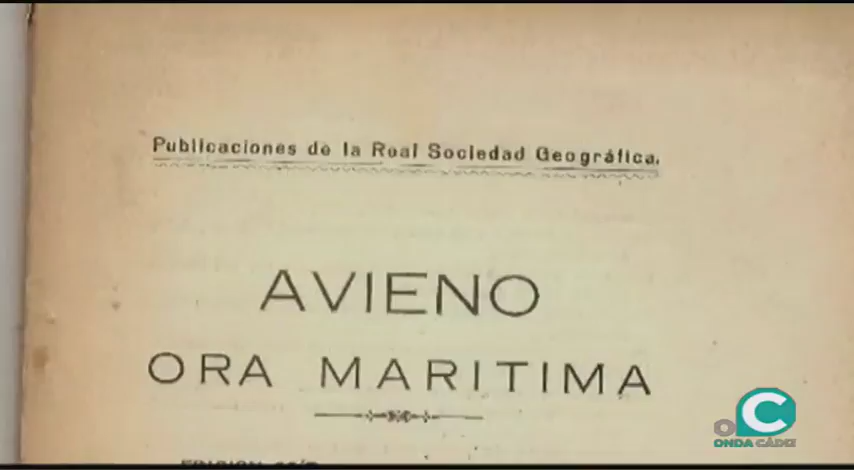 Publicaciones de la Real Sociedad Geográfica.
AVIENO
ORA MARITIMA
ONDA CÁDIZ